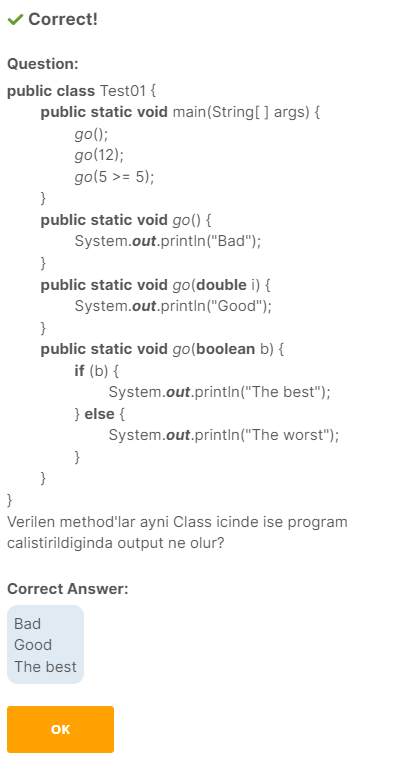 Correct!
Question:
public class Test01 {
public static void main(String[ ] args) {
go();
go(12);
go(5 >= 5);
}
public static void go() {
System.out.println("Bad");
}
public static void go(double i) {
System.out.println("Good");
}
public static void go(boolean b) {
if (b) {
System.out.println("The best");
} else {
System.out.println("The worst");
}
}
}
Verilen method'lar ayni Class icinde ise program
calistirildiginda output ne olur?
Correct Answer:
Bad
Good
The best
OK